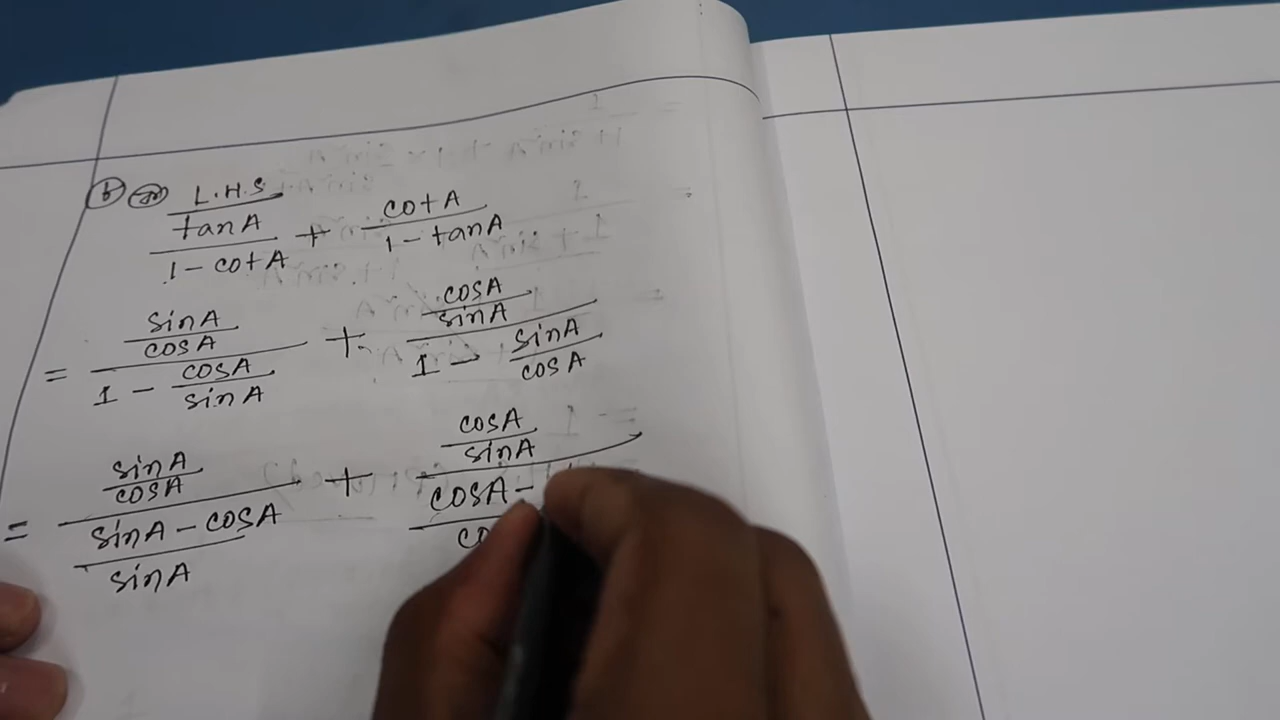 L.H.S
tanA / 1 - cotA + cotA / 1 - tanA
= sinA/cosA / 1 - cosA/sinA + cosA/sinA / 1 - sinA/cosA
= sinA/cosA / sinA - cosA/sinA + cosA/sinA / cosA -